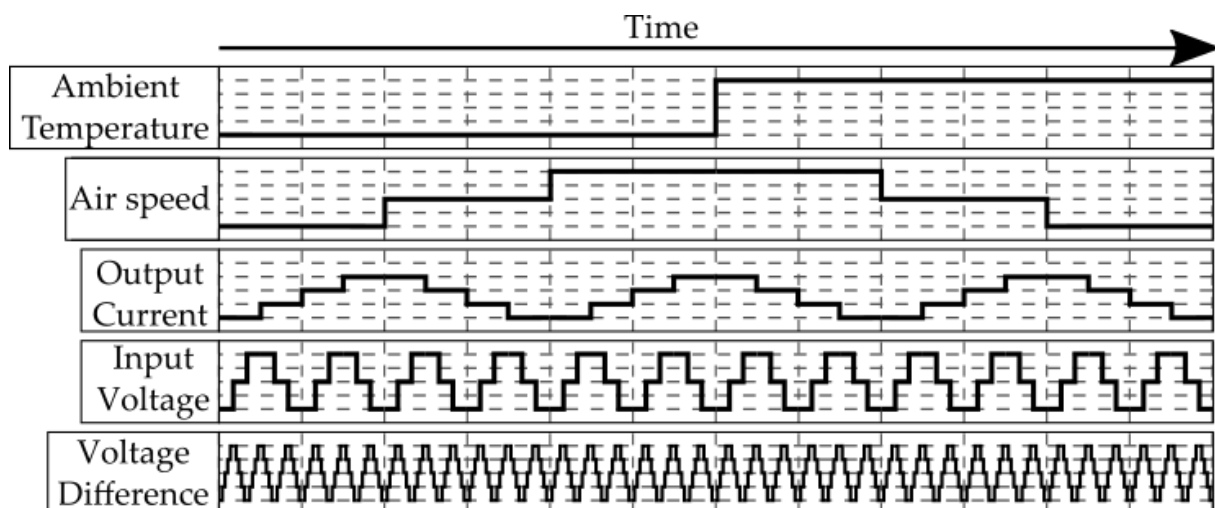 Time
Ambient
Temperature
Air speed
Output
Current
Input
Voltage
Voltage
Difference